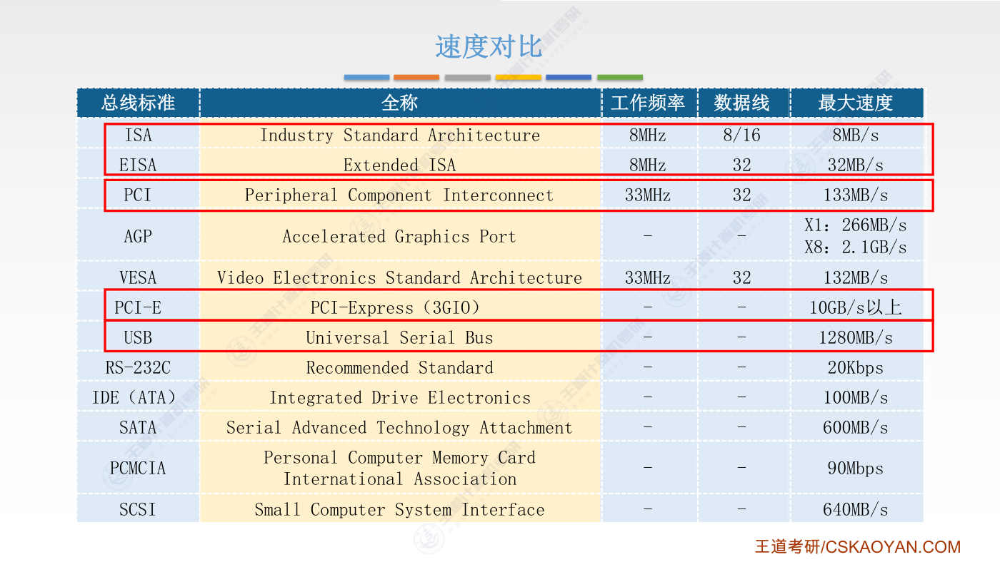 速度对比
总线标准 全称 工作频率 数据线 最大速度
ISA Industry Standard Architecture 8MHz 8/16 8MB/s
EISA Extended ISA 8MHz 32 32MB/s
PCI Peripheral Component Interconnect 33MHz 32 133MB/s
AGP Accelerated Graphics Port - - X1：266MB/s
X8：2.1GB/s
VESA Video Electronics Standard Architecture 33MHz 32 132MB/s
PCI-E PCI-Express（3GIO） - - 10GB/s以上
USB Universal Serial Bus - - 1280MB/s
RS-232C Recommended Standard - - 20Kbps
IDE（ATA） Integrated Drive Electronics - - 100MB/s
SATA Serial Advanced Technology Attachment - - 600MB/s
PCMCIA Personal Computer Memory Card
International Association - - 90Mbps
SCSI Small Computer System Interface - - 640MB/s
王道考研/CSKAOYAN.COM